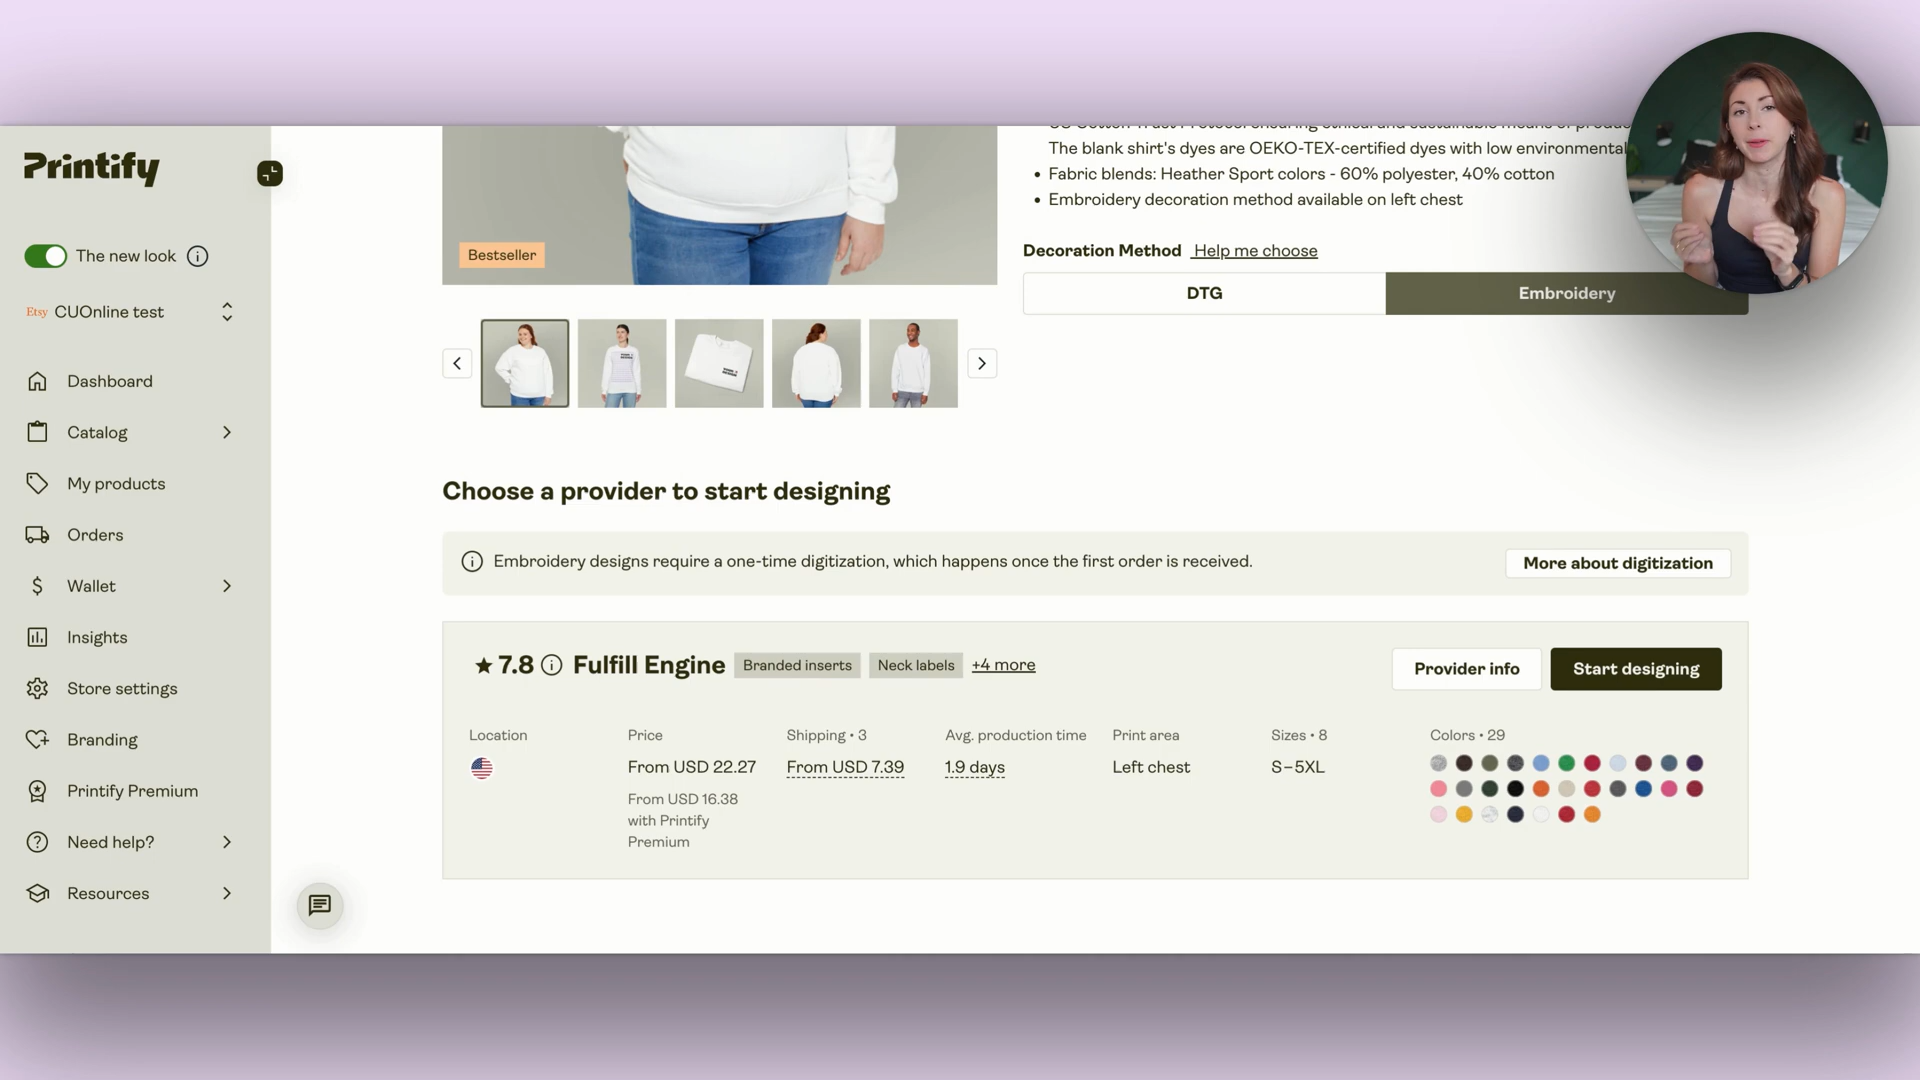 Printify
The new look
Etsy CUOnline test
Dashboard
Catalog
My products
Orders
Wallet
Insights
Store settings
Branding
Printify Premium
Need help?
Resources
Bestseller
The blank shirt's dyes are OEKO-TEX-certified dyes with low environmental
• Fabric blends: Heather Sport colors - 60% polyester, 40% cotton
• Embroidery decoration method available on left chest
Decoration Method Help me choose
DTG
Embroidery
Choose a provider to start designing
Embroidery designs require a one-time digitization, which happens once the first order is received.
More about digitization
7.8 Fulfill Engine Branded inserts Neck labels +4 more
Provider info
Start designing
Location
Price
From USD 22.27
From USD 16.38
with Printify
Premium
Shipping • 3
From USD 7.39
Avg. production time
1.9 days
Print area
Left chest
Sizes • 8
S–5XL
Colors • 29